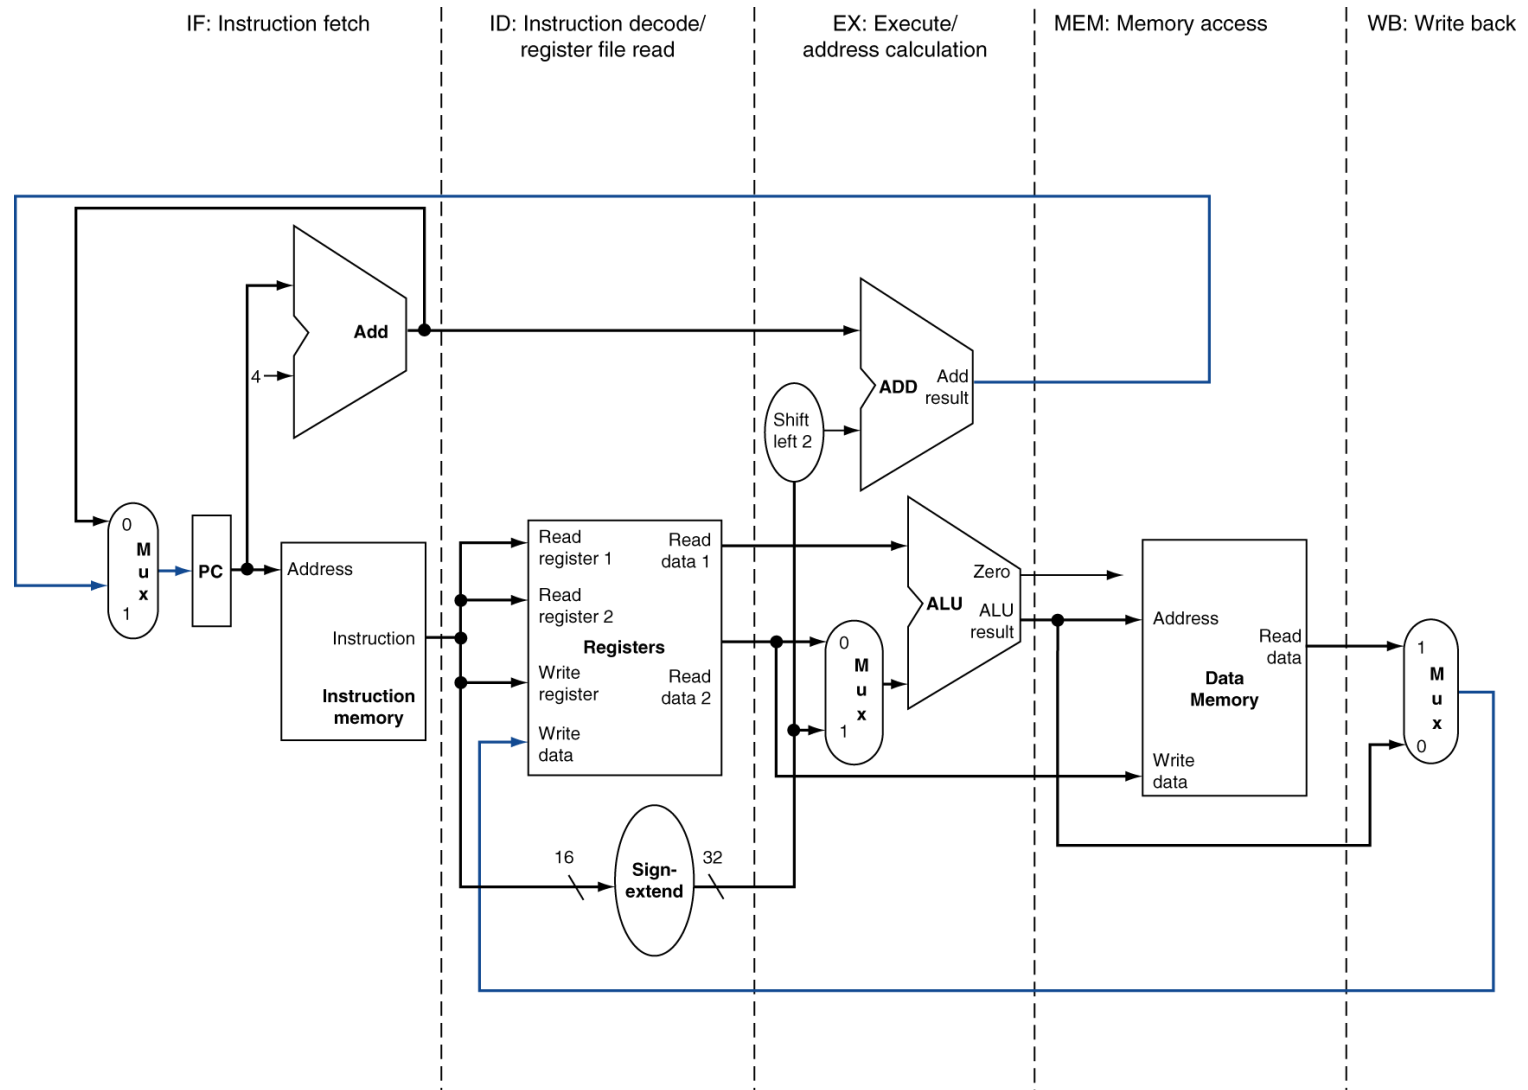 IF: Instruction fetch
ID: Instruction decode/
register file read
EX: Execute/
address calculation
MEM: Memory access
WB: Write back
Add
4
ADD
Add
result
Shift
left 2
0
M
u
x
1
PC
Address
Instruction
Instruction
memory
Read
register 1
Read
data 1
Read
register 2
Registers
Write
register
Read
data 2
Write
data
16
Sign-
extend
32
0
M
u
x
1
Zero
ALU
ALU
result
Address
Read
data
Data
Memory
Write
data
1
M
u
x
0